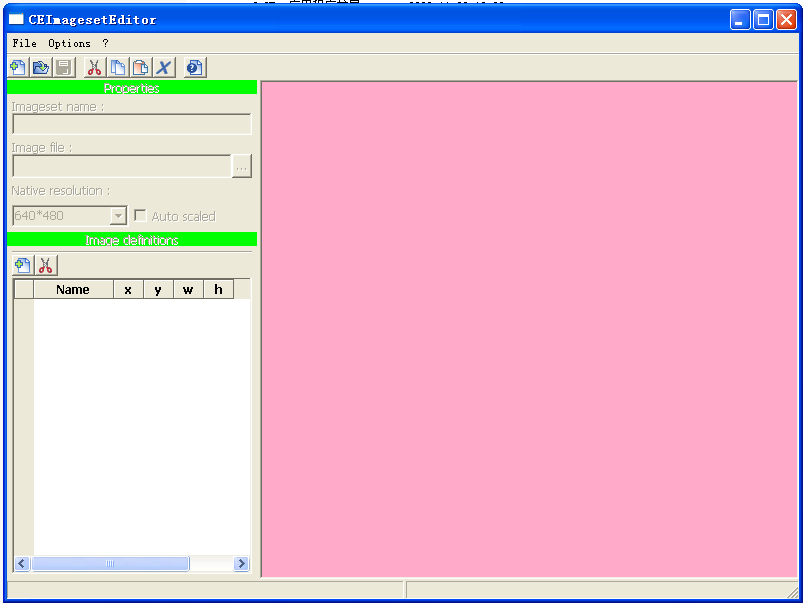 CEImagesetEditor
File Options ?
Properties
Imageset name :
Image file :
...
Native resolution :
640*480 Auto scaled
Image definitions
Name x y w h